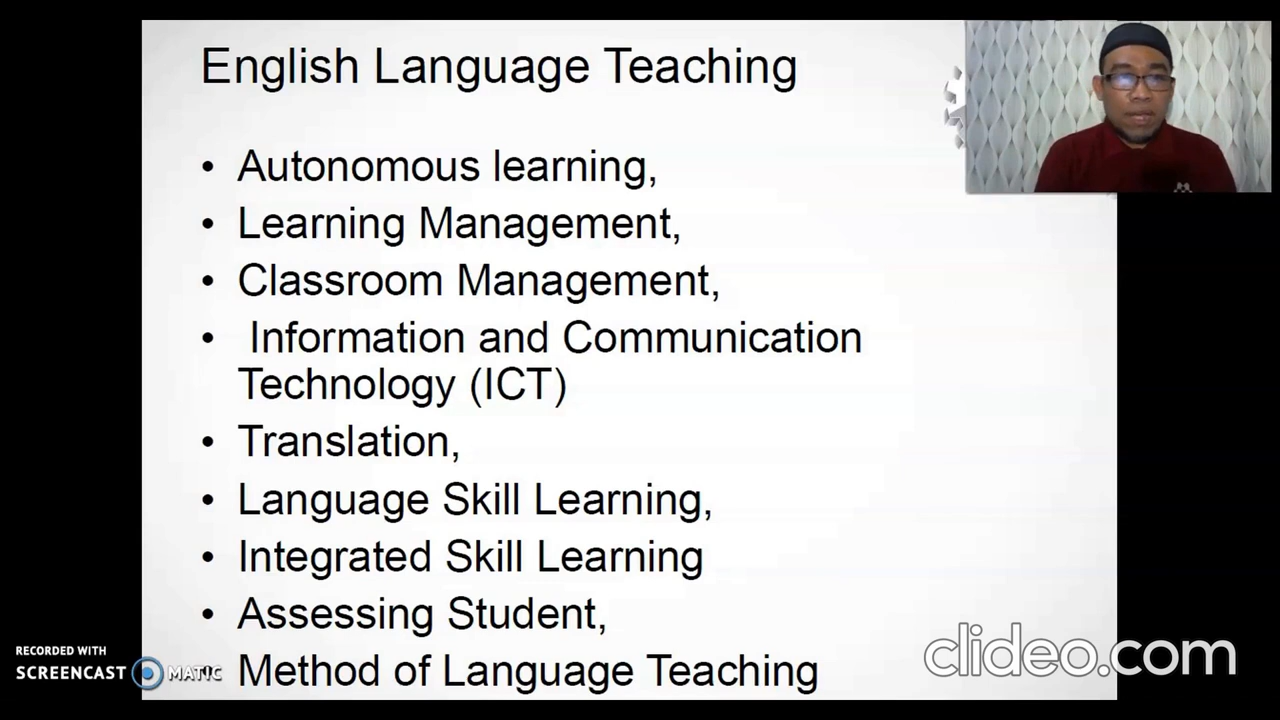 English Language Teaching
• Autonomous learning,
• Learning Management,
• Classroom Management,
• Information and Communication
Technology (ICT)
• Translation,
• Language Skill Learning,
• Integrated Skill Learning
• Assessing Student,
• Method of Language Teaching
RECORDED WITH
SCREENCAST MATIC
clideo.com